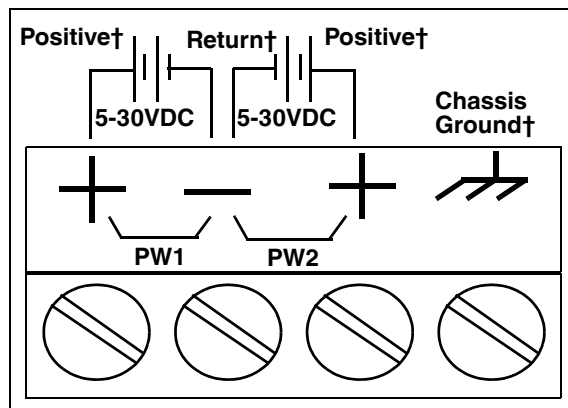 Positive† Return† Positive†
5-30VDC 5-30VDC
Chassis
Ground†
PW1 PW2